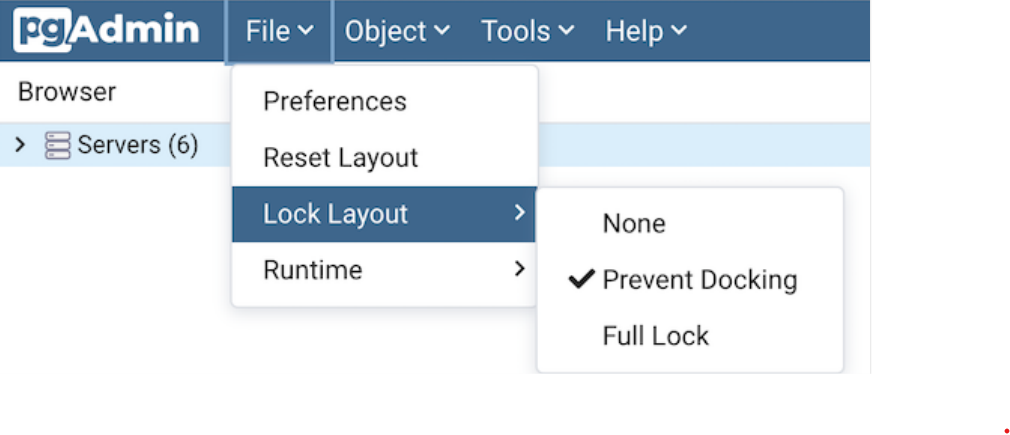 pgAdmin File Object Tools Help
Browser
Servers (6)
Preferences
Reset Layout
Lock Layout
Runtime
None
Prevent Docking
Full Lock